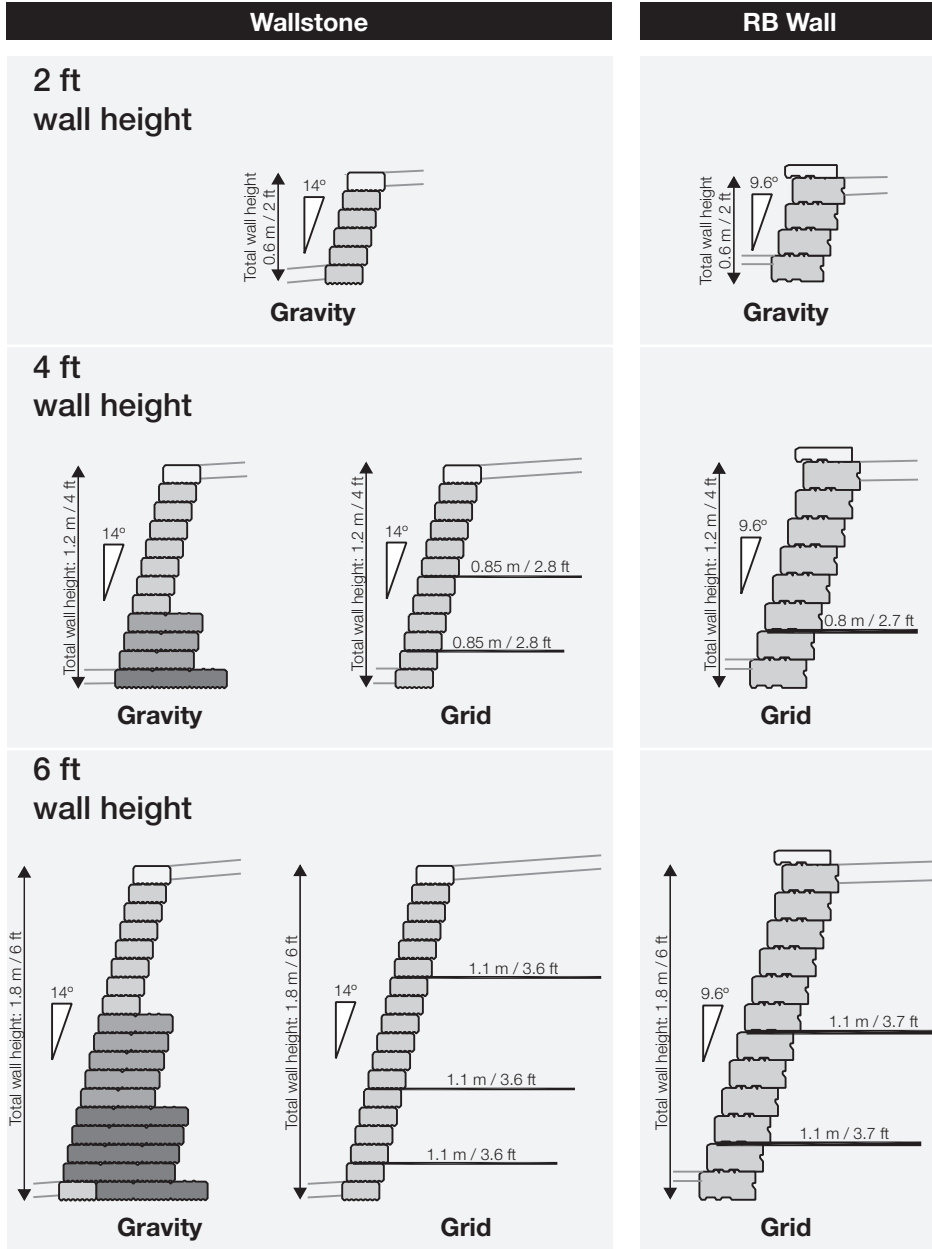 Wallstone
RB Wall
2 ft
wall height
Total wall height
0.6 m / 2 ft
14º
Gravity
Total wall height
0.6 m / 2 ft
9.6º
Gravity
4 ft
wall height
Total wall height: 1.2 m / 4 ft
14º
Gravity
Total wall height: 1.2 m / 4 ft
14º
0.85 m / 2.8 ft
0.85 m / 2.8 ft
Grid
Total wall height: 1.2 m / 4 ft
9.6º
0.8 m / 2.7 ft
Grid
6 ft
wall height
Total wall height: 1.8 m / 6 ft
14º
Gravity
Total wall height: 1.8 m / 6 ft
14º
1.1 m / 3.6 ft
1.1 m / 3.6 ft
1.1 m / 3.6 ft
Grid
Total wall height: 1.8 m / 6 ft
9.6º
1.1 m / 3.7 ft
1.1 m / 3.7 ft
Grid